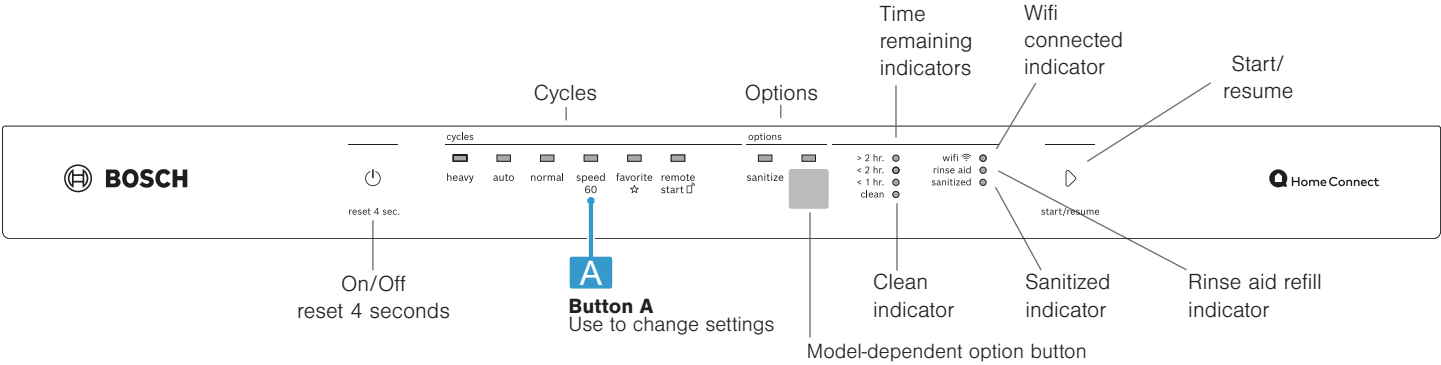 Time
remaining
indicators
Wifi
connected
indicator
Start/
resume
Cycles
Options
cycles
options
BOSCH
heavy
auto
normal
speed
60
favorite
☆
remote
start
sanitize
> 2 hr.
< 2 hr.
< 1 hr.
clean
wifi
rinse aid
sanitized
reset 4 sec.
start/resume
Home Connect
On/Off
reset 4 seconds
A
Button A
Use to change settings
Clean
indicator
Sanitized
indicator
Rinse aid refill
indicator
Model-dependent option button